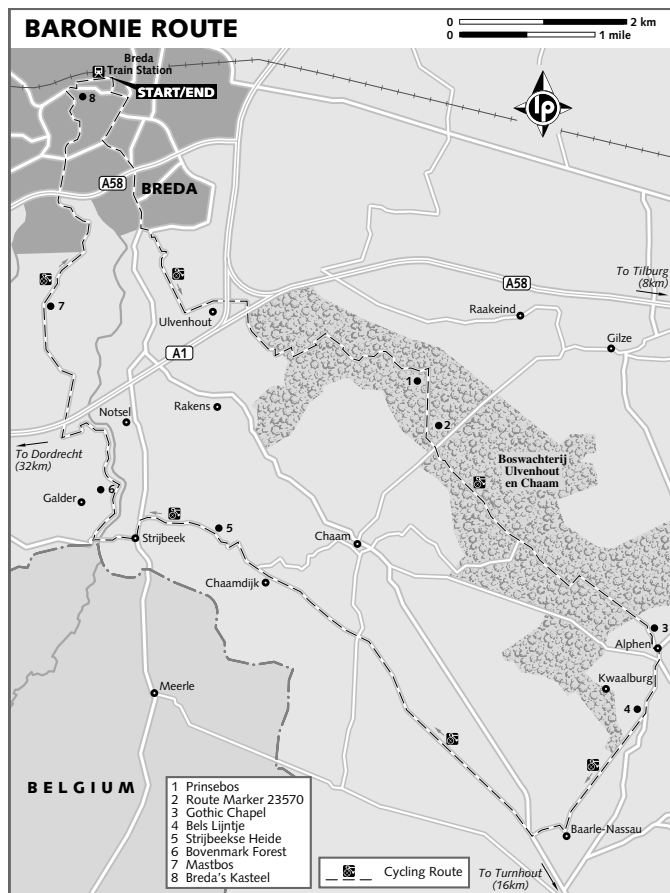 BARONIE ROUTE
0 2 km
0 1 mile
Breda
Train Station
START/END
8
lp
A58
BREDA
To Tilburg
(8km)
A58
7
Ulvenhout
Raakeind
Gilze
A1
1
Rakens
Notsel
2
To Dordrecht
(32km)
Boswachterij
Ulvenhout
en Chaam
6
Galder
5
Strijbeek
Chaam
Chaamdijk
3
Alphen
Kwaalburg
Meerle
4
BELGIUM
1 Prinsebos
2 Route Marker 23570
3 Gothic Chapel
4 Bels Lijntje
5 Strijbeekse Heide
6 Bovenmark Forest
7 Mastbos
8 Breda's Kasteel
Cycling Route
Baarle-Nassau
To Turnhout
(16km)